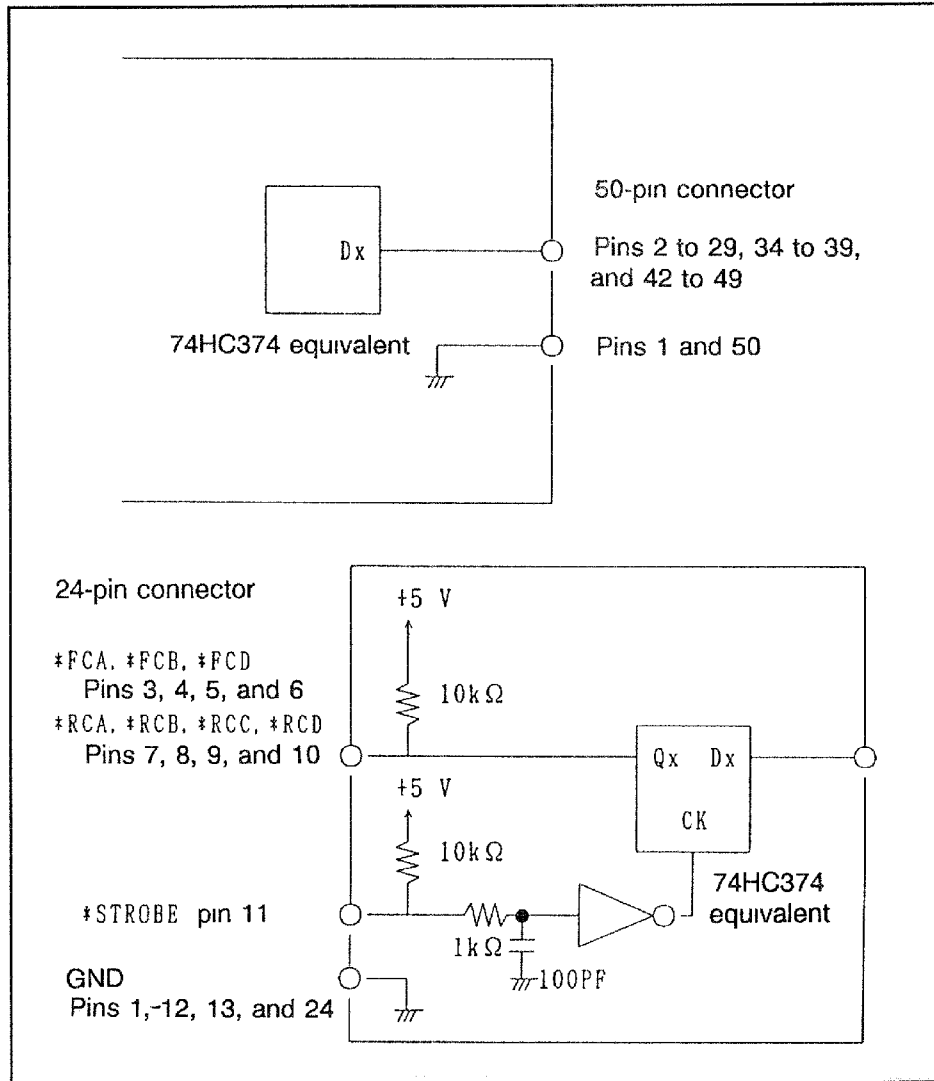 50-pin connector
Dx
Pins 2 to 29, 34 to 39,
and 42 to 49
74HC374 equivalent
Pins 1 and 50
24-pin connector
+5 V
*FCA, *FCB, *FCD
Pins 3, 4, 5, and 6
10kΩ
*RCA, *RCB, *RCC, *RCD
Pins 7, 8, 9, and 10
Qx Dx
+5 V
CK
10kΩ
74HC374
equivalent
*STROBE pin 11
1kΩ
100PF
GND
Pins 1,-12, 13, and 24